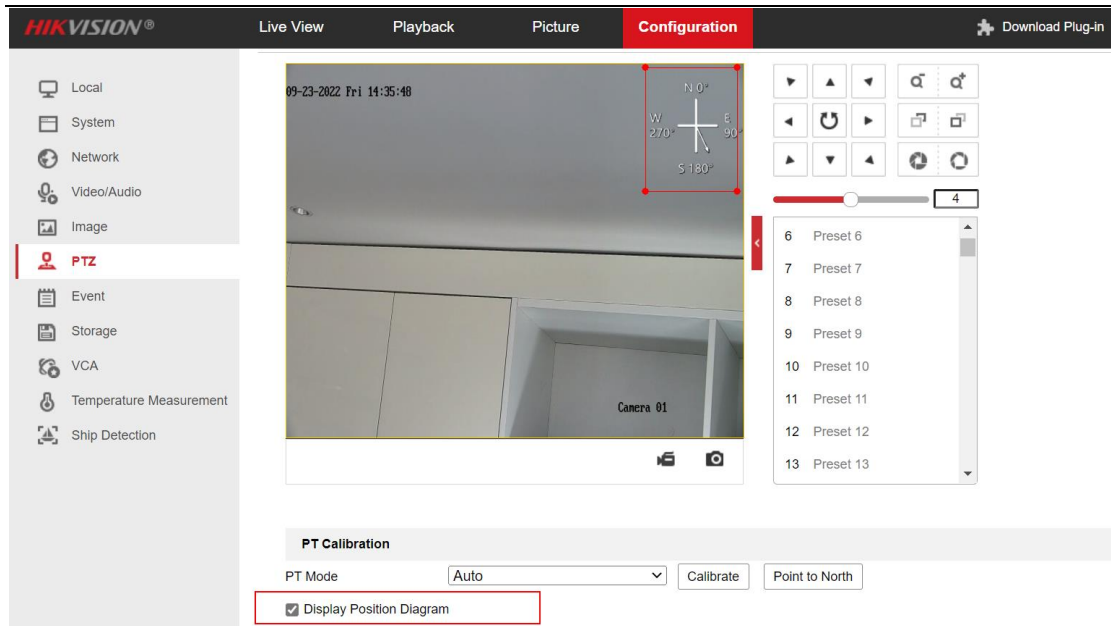 HIKVISION®
Live View
Playback
Picture
Configuration
Download Plug-in
Local
System
Network
Video/Audio
Image
PTZ
Event
Storage
VCA
Temperature Measurement
Ship Detection
09-23-2022 Fri 14:35:48
N 0°
W
270°
E
90°
S 180°
Camera 01
4
6 Preset 6
7 Preset 7
8 Preset 8
9 Preset 9
10 Preset 10
11 Preset 11
12 Preset 12
13 Preset 13
PT Calibration
PT Mode Auto Calibrate Point to North
Display Position Diagram